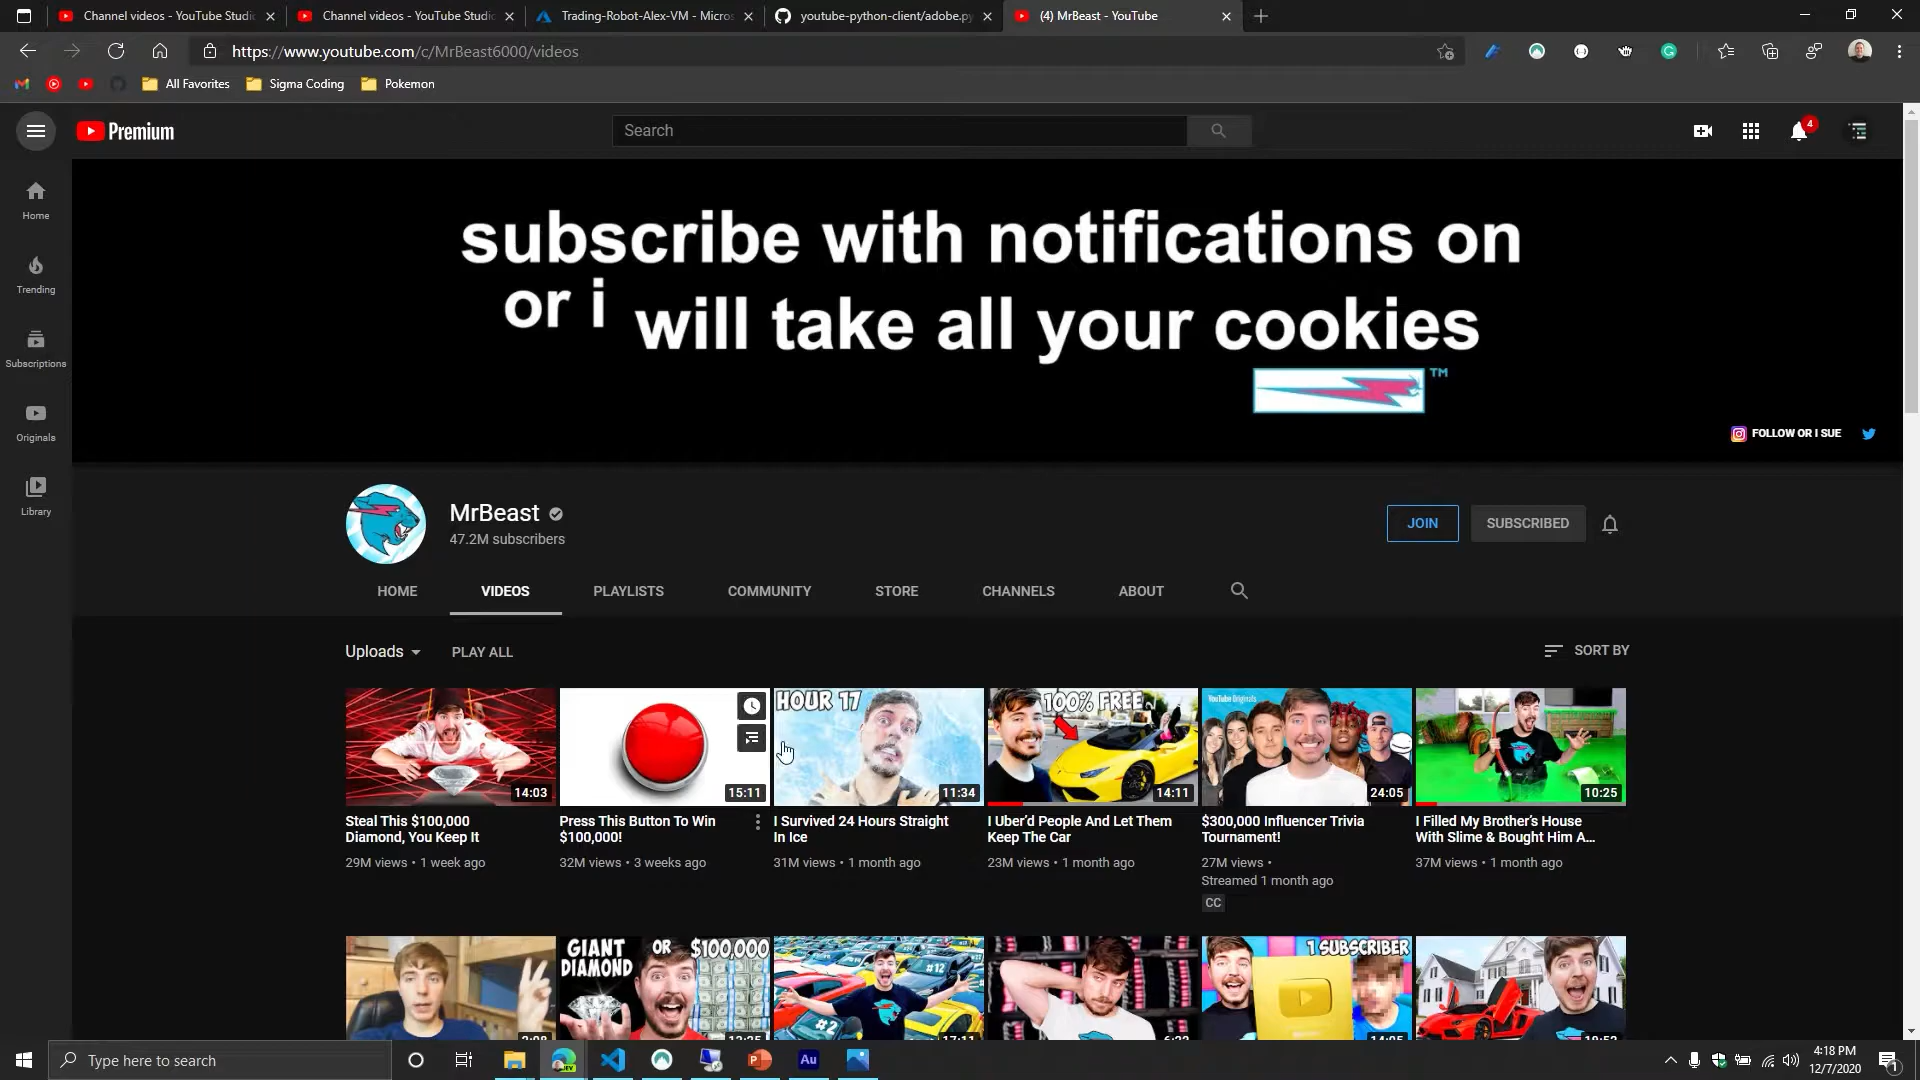 Channel videos - YouTube Studio
Channel videos - YouTube Studio
Trading-Robot-Alex-VM - Micros
youtube-python-client/adobe.py
(4) MrBeast - YouTube
https://www.youtube.com/c/MrBeast6000/videos
All Favorites
Sigma Coding
Pokemon
Premium
Search
4
Home
Trending
Subscriptions
Originals
Library
subscribe with notifications on
or i will take all your cookies
TM
FOLLOW OR I SUE
MrBeast
47.2M subscribers
JOIN
SUBSCRIBED
HOME
VIDEOS
PLAYLISTS
COMMUNITY
STORE
CHANNELS
ABOUT
Uploads
PLAY ALL
SORT BY
14:03
Steal This $100,000
Diamond, You Keep It
29M views • 1 week ago
15:11
Press This Button To Win
$100,000!
32M views • 3 weeks ago
HOUR 17
11:34
I Survived 24 Hours Straight
In Ice
31M views • 1 month ago
100% FREE
14:11
I Uber'd People And Let Them
Keep The Car
23M views • 1 month ago
YouTube Originals
24:05
$300,000 Influencer Trivia
Tournament!
27M views •
Streamed 1 month ago
CC
10:25
I Filled My Brother's House
With Slime & Bought Him A...
37M views • 1 month ago
GIANT
DIAMOND
OR
$100,000
#12
#2
1 SUBSCRIBER
Type here to search
Au
4:18 PM
12/7/2020
1